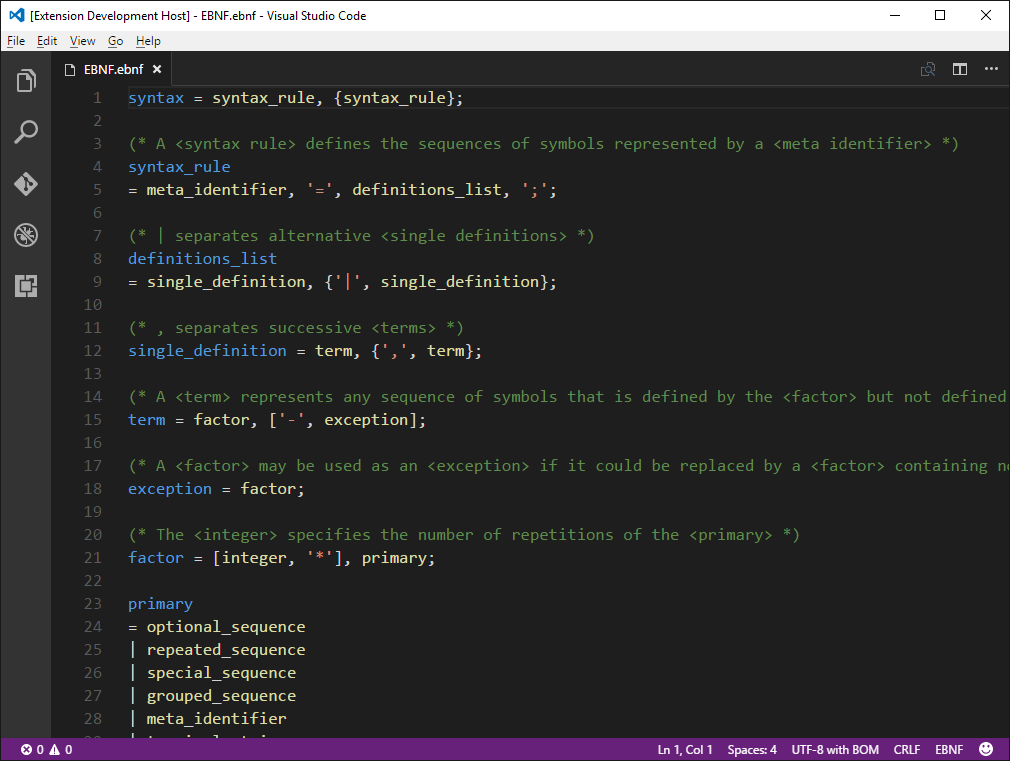 [Extension Development Host] - EBNF.ebnf - Visual Studio Code
File Edit View Go Help
EBNF.ebnf
1 syntax = syntax_rule, {syntax_rule};
2
3 (* A <syntax rule> defines the sequences of symbols represented by a <meta identifier> *)
4 syntax_rule
5 = meta_identifier, '=', definitions_list, ';';
6
7 (* | separates alternative <single definitions> *)
8 definitions_list
9 = single_definition, {'|', single_definition};
10
11 (* , separates successive <terms> *)
12 single_definition = term, {',', term};
13
14 (* A <term> represents any sequence of symbols that is defined by the <factor> but not defined
15 term = factor, ['-', exception];
16
17 (* A <factor> may be used as an <exception> if it could be replaced by a <factor> containing
18 exception = factor;
19
20 (* The <integer> specifies the number of repetitions of the <primary> *)
21 factor = [integer, '*'], primary;
22
23 primary
24 = optional_sequence
25 | repeated_sequence
26 | special_sequence
27 | grouped_sequence
28 | meta_identifier
0 0 Ln 1, Col 1 Spaces: 4 UTF-8 with BOM CRLF EBNF